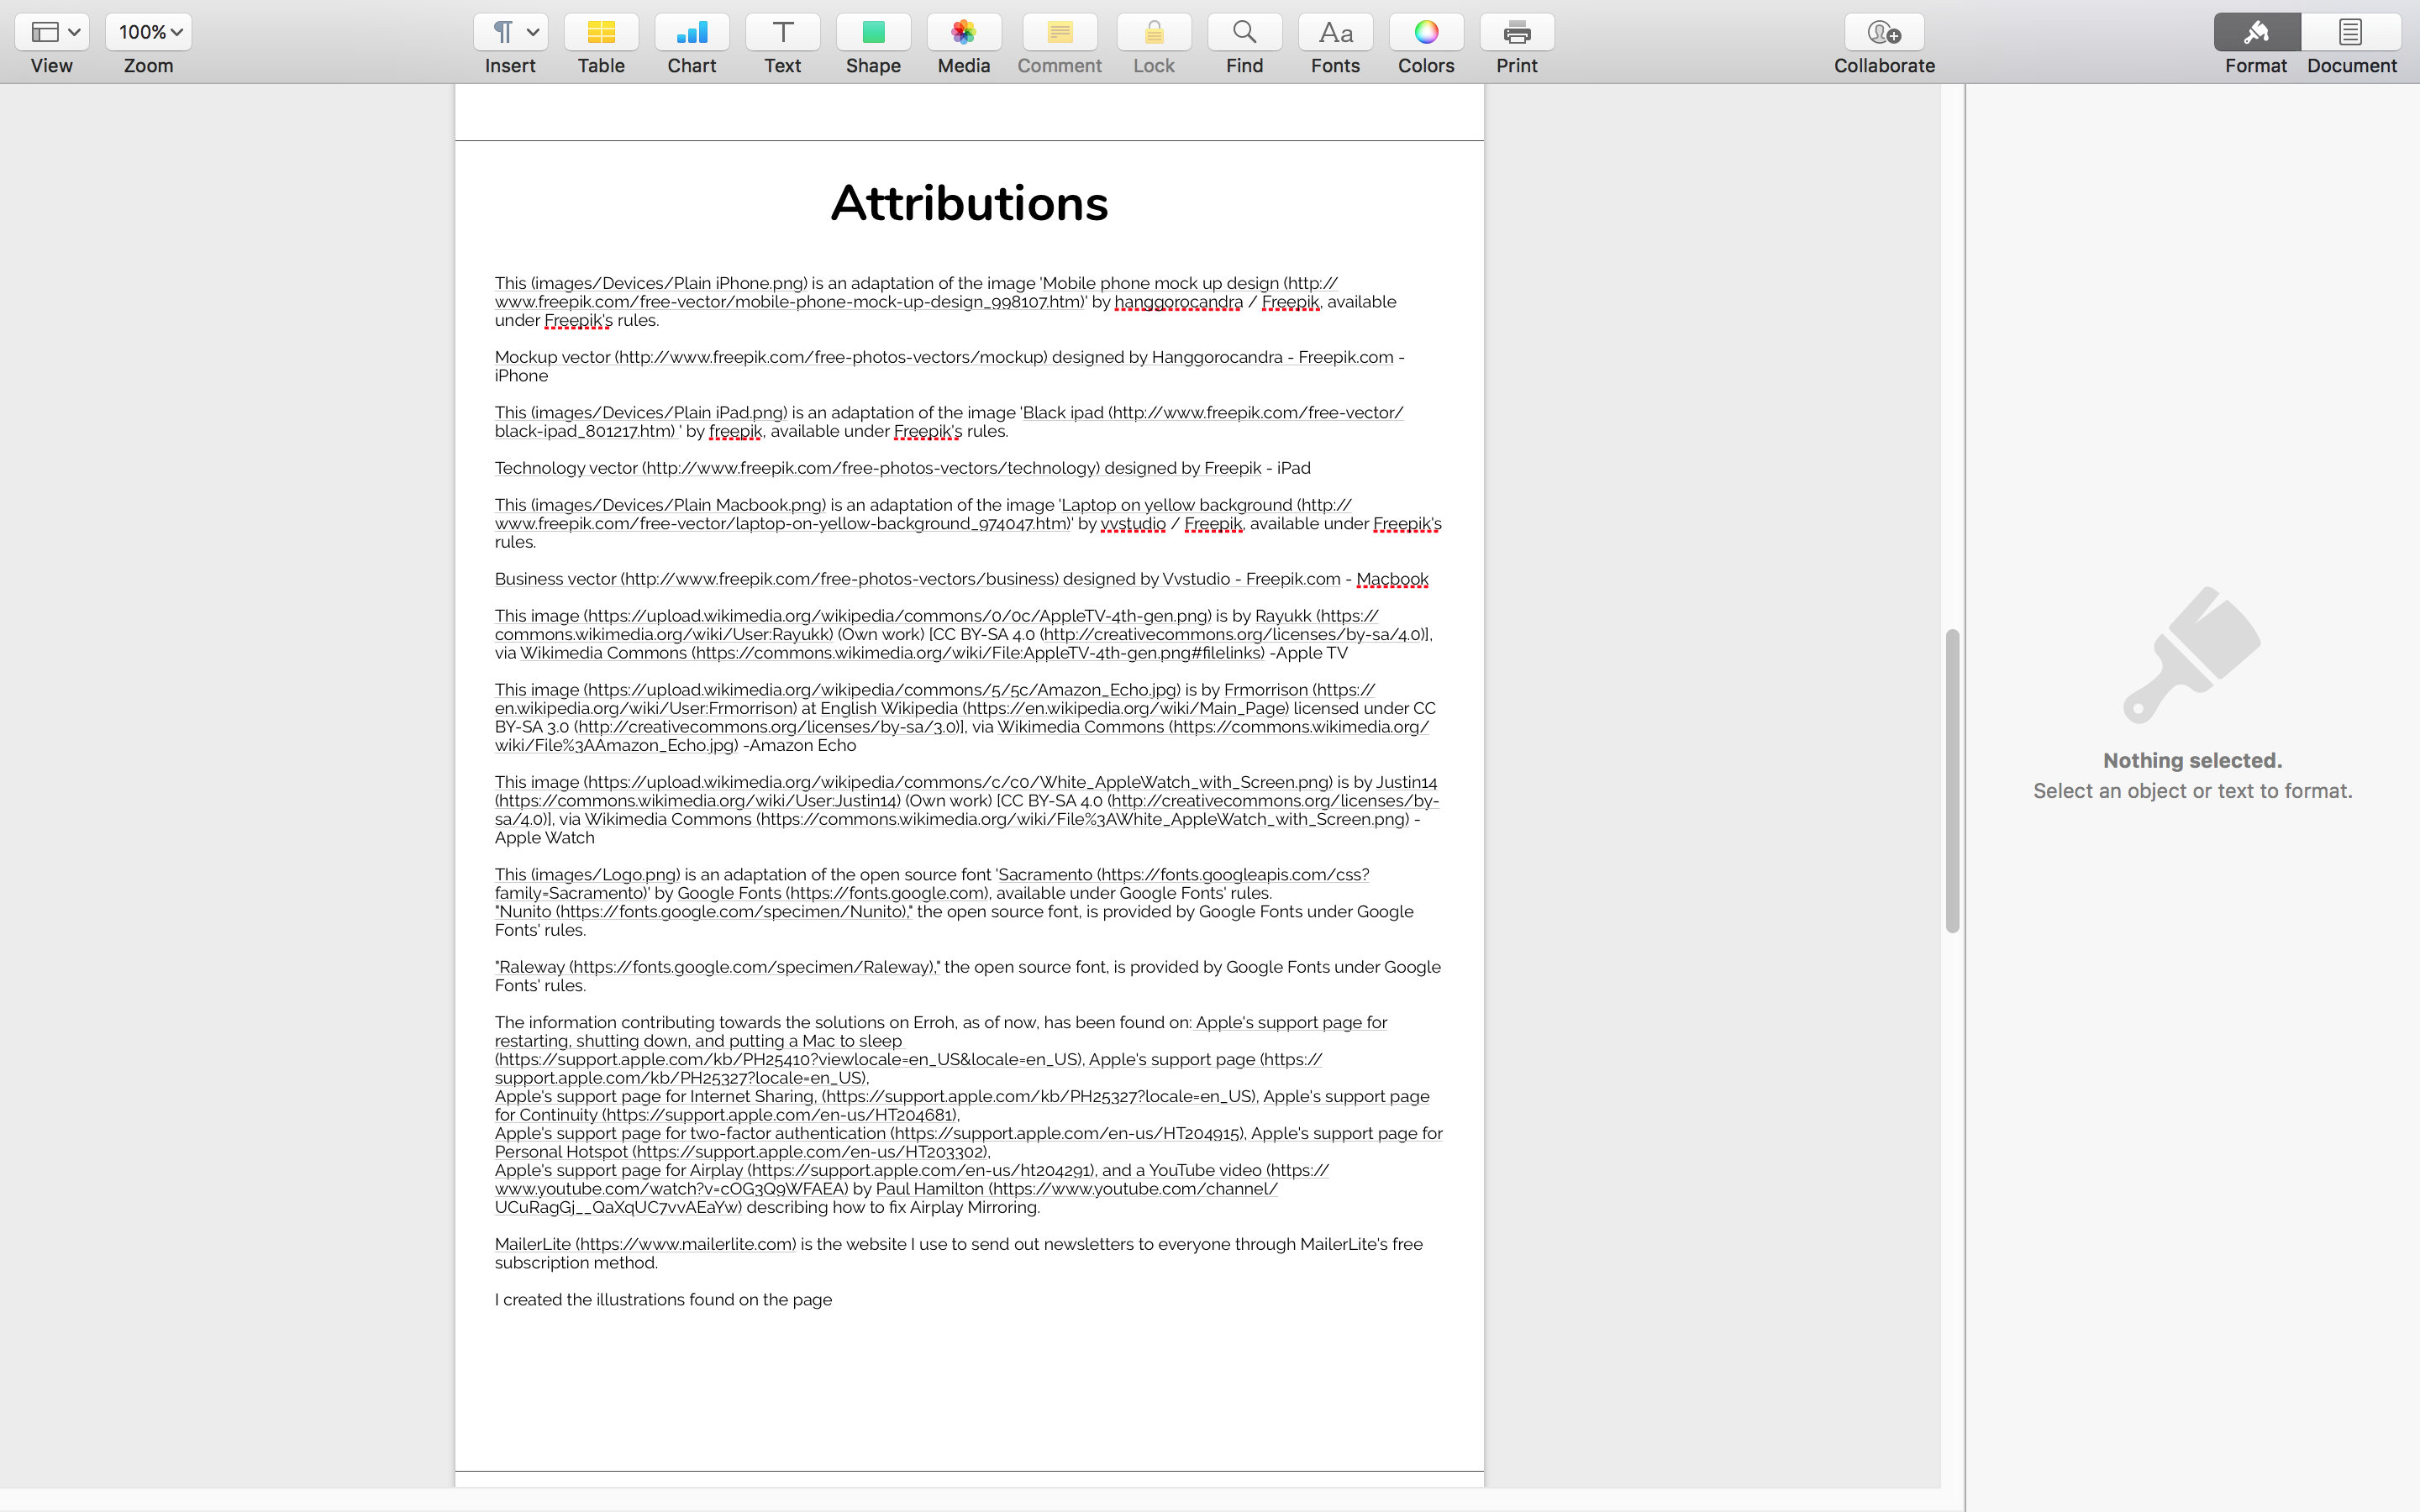 View
100%
Zoom
Insert
Table
Chart
T
Text
Shape
Media
Comment
Lock
Find
Aa
Fonts
Colors
Print
Collaborate
Format
Document
Attributions
This (images/Devices/Plain iPhone.png) is an adaptation of the image 'Mobile phone mock up design (http://
www.freepik.com/free-vector/mobile-phone-mock-up-design_998107.htm)' by hanggorocandra / Freepik, available
under Freepik's rules.
Mockup vector (http://www.freepik.com/free-photos-vectors/mockup) designed by Hanggorocandra - Freepik.com -
iPhone
This (images/Devices/Plain iPad.png) is an adaptation of the image 'Black ipad (http://www.freepik.com/free-vector/
black-ipad_801217.htm) ' by freepik, available under Freepik's rules.
Technology vector (http://www.freepik.com/free-photos-vectors/technology) designed by Freepik - iPad
This (images/Devices/Plain Macbook.png) is an adaptation of the image 'Laptop on yellow background (http://
www.freepik.com/free-vector/laptop-on-yellow-background_974047.htm)' by vvstudio / Freepik, available under Freepik's
rules.
Business vector (http://www.freepik.com/free-photos-vectors/business) designed by Vvstudio - Freepik.com - Macbook
This image (https://upload.wikimedia.org/wikipedia/commons/0/0c/AppleTV-4th-gen.png) is by Rayukk (https://
commons.wikimedia.org/wiki/User:Rayukk) (Own work) [CC BY-SA 4.0 (http://creativecommons.org/licenses/by-sa/4.0)],
via Wikimedia Commons (https://commons.wikimedia.org/wiki/File:AppleTV-4th-gen.png#filelinks) -Apple TV
This image (https://upload.wikimedia.org/wikipedia/commons/5/5c/Amazon_Echo.jpg) is by Frmorrison (https://
en.wikipedia.org/wiki/User:Frmorrison) at English Wikipedia (https://en.wikipedia.org/wiki/Main_Page) licensed under CC
BY-SA 3.0 (http://creativecommons.org/licenses/by-sa/3.0)], via Wikimedia Commons (https://commons.wikimedia.org/
wiki/File%3AAmazon_Echo.jpg) -Amazon Echo
This image (https://upload.wikimedia.org/wikipedia/commons/c/c0/White_AppleWatch_with_Screen.png) is by Justin14
(https://commons.wikimedia.org/wiki/User:Justin14) (Own work) [CC BY-SA 4.0 (http://creativecommons.org/licenses/by-
sa/4.0)], via Wikimedia Commons (https://commons.wikimedia.org/wiki/File%3AWhite_AppleWatch_with_Screen.png) -
Apple Watch
This (images/Logo.png) is an adaptation of the open source font 'Sacramento (https://fonts.googleapis.com/css?
family=Sacramento)' by Google Fonts (https://fonts.google.com), available under Google Fonts' rules.
"Nunito (https://fonts.google.com/specimen/Nunito)," the open source font, is provided by Google Fonts under Google
Fonts' rules.
"Raleway (https://fonts.google.com/specimen/Raleway)," the open source font, is provided by Google Fonts under Google
Fonts' rules.
The information contributing towards the solutions on Erroh, as of now, has been found on: Apple's support page for
restarting, shutting down, and putting a Mac to sleep
(https://support.apple.com/kb/PH25410?viewlocale=en_US&locale=en_US), Apple's support page (https://
support.apple.com/kb/PH25327?locale=en_US),
Apple's support page for Internet Sharing, (https://support.apple.com/kb/PH25327?locale=en_US), Apple's support page
for Continuity (https://support.apple.com/en-us/HT204681),
Apple's support page for two-factor authentication (https://support.apple.com/en-us/HT204915), Apple's support page for
Personal Hotspot (https://support.apple.com/en-us/HT203302),
Apple's support page for Airplay (https://support.apple.com/en-us/ht204291), and a YouTube video (https://
www.youtube.com/watch?v=cOG3Q9WFAEA) by Paul Hamilton (https://www.youtube.com/channel/
UCuRagGj__QaXqUC7vvAEaYw) describing how to fix Airplay Mirroring.
MailerLite (https://www.mailerlite.com) is the website I use to send out newsletters to everyone through MailerLite's free
subscription method.
I created the illustrations found on the page
Nothing selected.
Select an object or text to format.